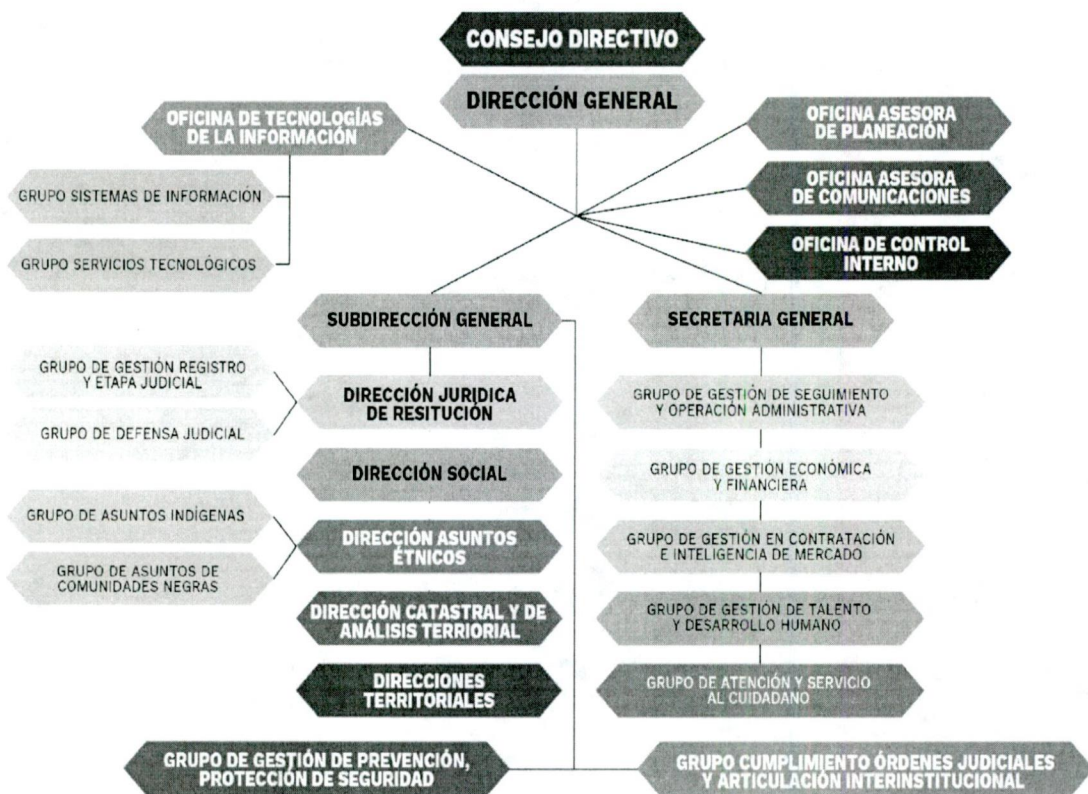 CONSEJO DIRECTIVO
DIRECCIÓN GENERAL
OFICINA DE TECNOLOGÍAS
DE LA INFORMACIÓN
GRUPO SISTEMAS DE INFORMACIÓN
GRUPO SERVICIOS TECNOLÓGICOS
OFICINA ASESORA
DE PLANEACIÓN
OFICINA ASESORA
DE COMUNICACIONES
OFICINA DE CONTROL
INTERNO
SUBDIRECCIÓN GENERAL
GRUPO DE GESTIÓN REGISTRO
Y ETAPA JUDICIAL
GRUPO DE DEFENSA JUDICIAL
DIRECCIÓN JURÍDICA
DE RESITUCIÓN
DIRECCIÓN SOCIAL
GRUPO DE ASUNTOS INDÍGENAS
GRUPO DE ASUNTOS DE
COMUNIDADES NEGRAS
DIRECCIÓN ASUNTOS
ÉTNICOS
DIRECCIÓN CATASTRAL Y DE
ANÁLISIS TERRIORIAL
DIRECCIONES
TERRITORIALES
SECRETARIA GENERAL
GRUPO DE GESTIÓN DE SEGUIMIENTO
Y OPERACIÓN ADMINISTRATIVA
GRUPO DE GESTIÓN ECONÓMICA
Y FINANCIERA
GRUPO DE GESTIÓN EN CONTRATACIÓN
E INTELIGENCIA DE MERCADO
GRUPO DE GESTIÓN DE TALENTO
Y DESARROLLO HUMANO
GRUPO DE ATENCIÓN Y SERVICIO
AL CUIDADANO
GRUPO DE GESTIÓN DE PREVENCIÓN,
PROTECCIÓN DE SEGURIDAD
GRUPO CUMPLIMIENTO ÓRDENES JUDICIALES
Y ARTICULACIÓN INTERINSTITUCIONAL